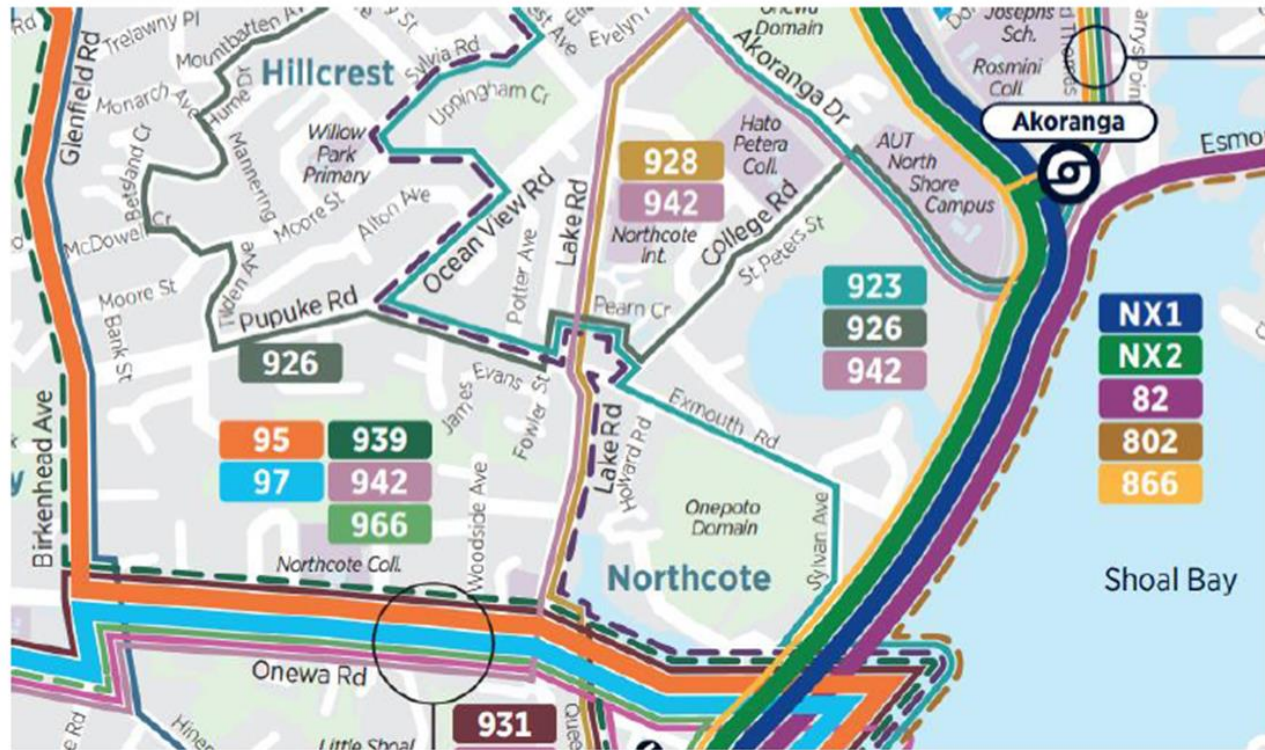 Rd
Glenfield Rd
Trelawny Pl
Mountbatten A
Hillcrest
Sylvia Rd
Ave
Evelyn
Onewa
Domain
Akoranga Dr
Josephs
Sch.
Rosmini
Coll.
Akoranga
Esmo
Monarch Ave
Hume Dr
Uppingham Cr
Willow
Park
Primary
928
942
Hato
Petera
Coll.
AUT
North
Shore
Campus
Mannering
Moore St
Alton Ave
Ocean View Rd
Lake Rd
Northcote
Int.
College Rd
St. Peters St
McDowell Cr
Moore St
Bank St
Tilden Ave
Pupuke Rd
Potter Ave
Pearn Cr
923
926
942
NX1
NX2
82
802
866
926
Evans
James
Fowler St
Exmouth Rd
Birkenhead Ave
95
939
97
942
966
Lake Rd
Howard Rd
Woodside Ave
Onepoto
Domain
Sylvan Ave
Northcote Coll.
Northcote
Shoal Bay
Onewa Rd
931
e Rd
Hiner
Little Shoal
Quee